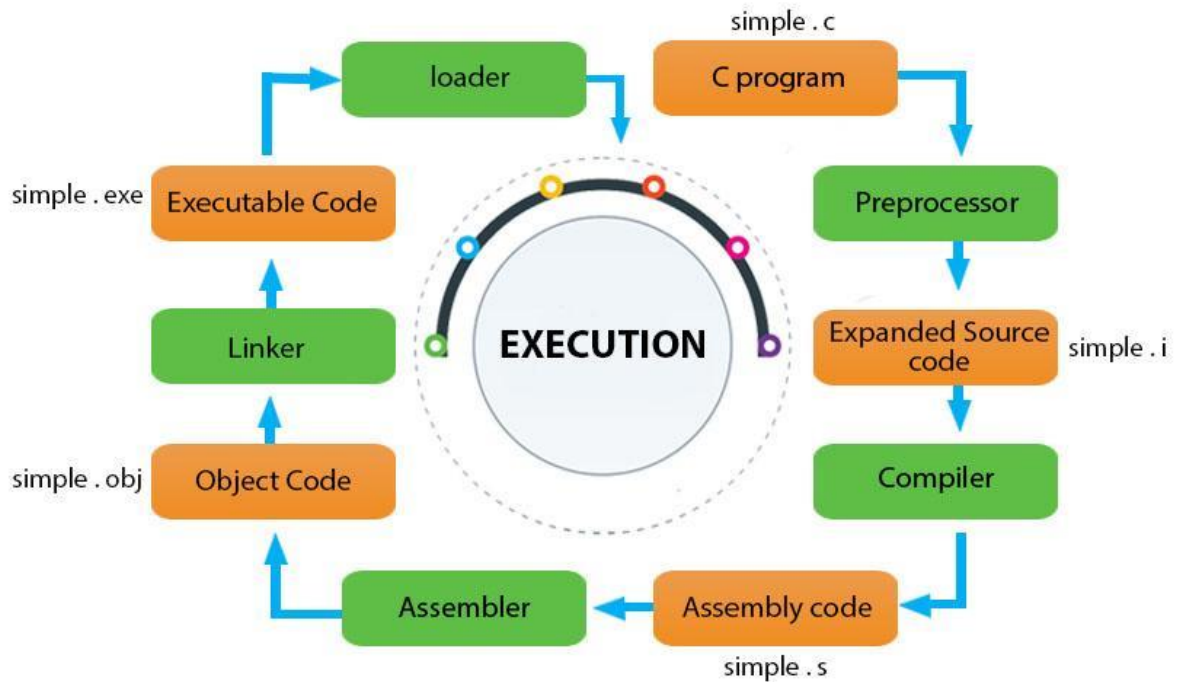 simple . c
C program
Preprocessor
Expanded Source
code
simple . i
Compiler
Assembly code
simple . s
Assembler
Object Code
simple . obj
Linker
Executable Code
simple . exe
loader
EXECUTION